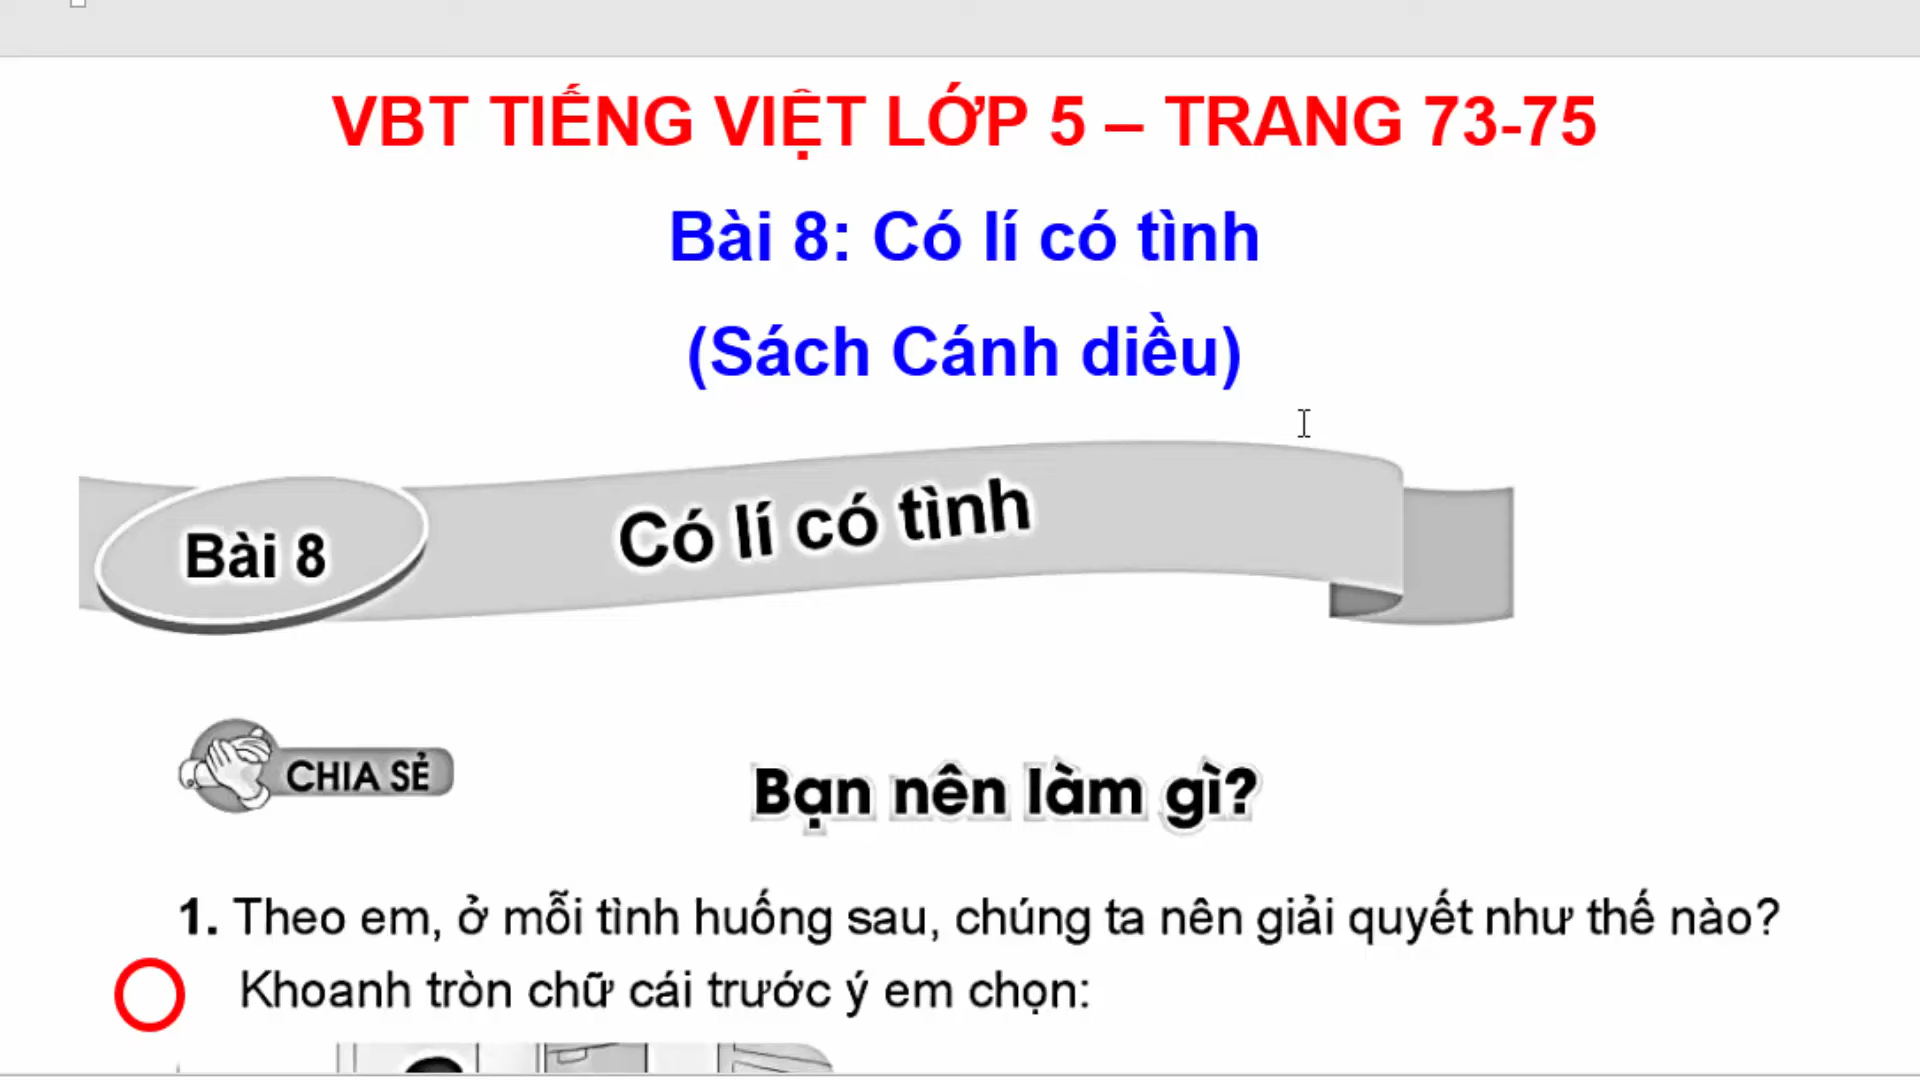 VBT TIẾNG VIỆT LỚP 5 – TRANG 73-75
Bài 8: Có lí có tình
(Sách Cánh diều)
Bài 8
Có lí có tình
CHIA SẺ
Bạn nên làm gì?
1. Theo em, ở mỗi tình huống sau, chúng ta nên giải quyết như thế nào?
Khoanh tròn chữ cái trước ý em chọn: